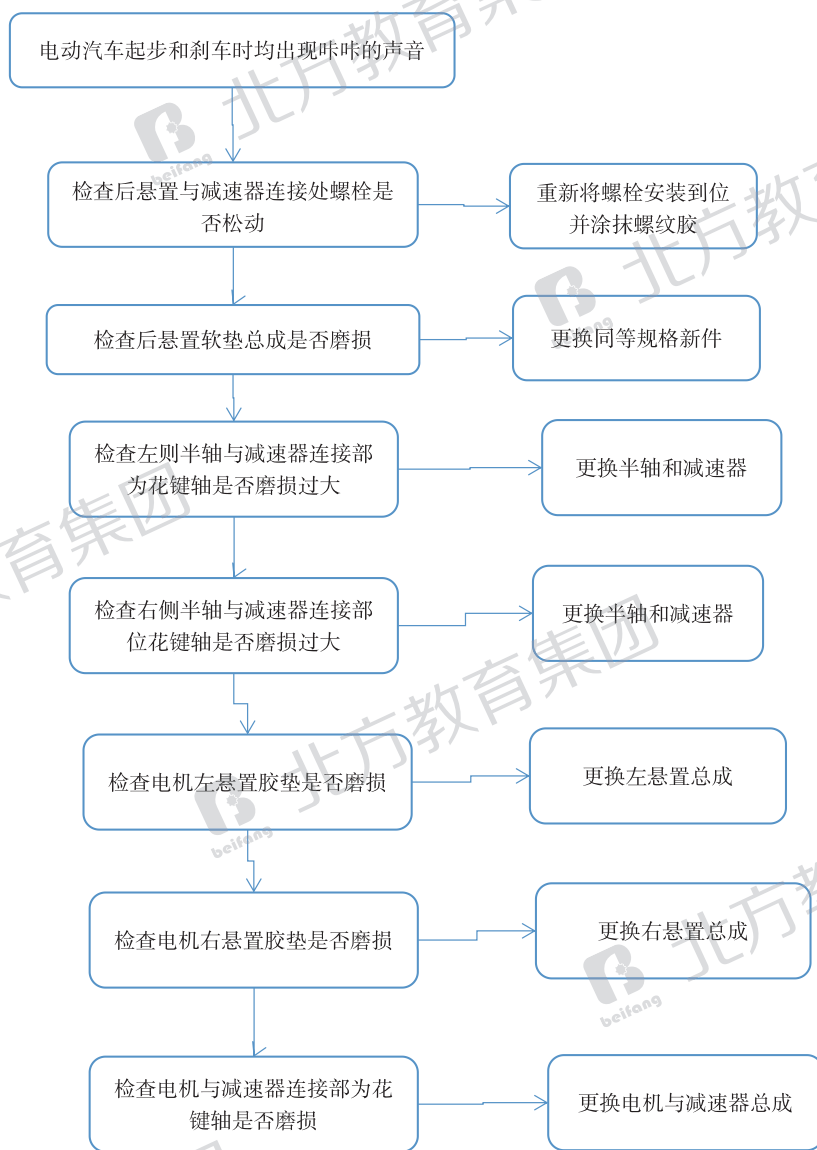 电动汽车起步和刹车时均出现咔咔的声音
检查后悬置与减速器连接处螺栓是
否松动
重新将螺栓安装到位
并涂抹螺纹胶
检查后悬置软垫总成是否磨损
更换同等规格新件
检查左则半轴与减速器连接部
为花键轴是否磨损过大
更换半轴和减速器
检查右侧半轴与减速器连接部
位花键轴是否磨损过大
更换半轴和减速器
检查电机左悬置胶垫是否磨损
更换左悬置总成
检查电机右悬置胶垫是否磨损
更换右悬置总成
检查电机与减速器连接部为花
键轴是否磨损
更换电机与减速器总成
北方教育集
beifang
北方教育
beifang
教育集团
北方教育集团
beifang
北方教
beifang